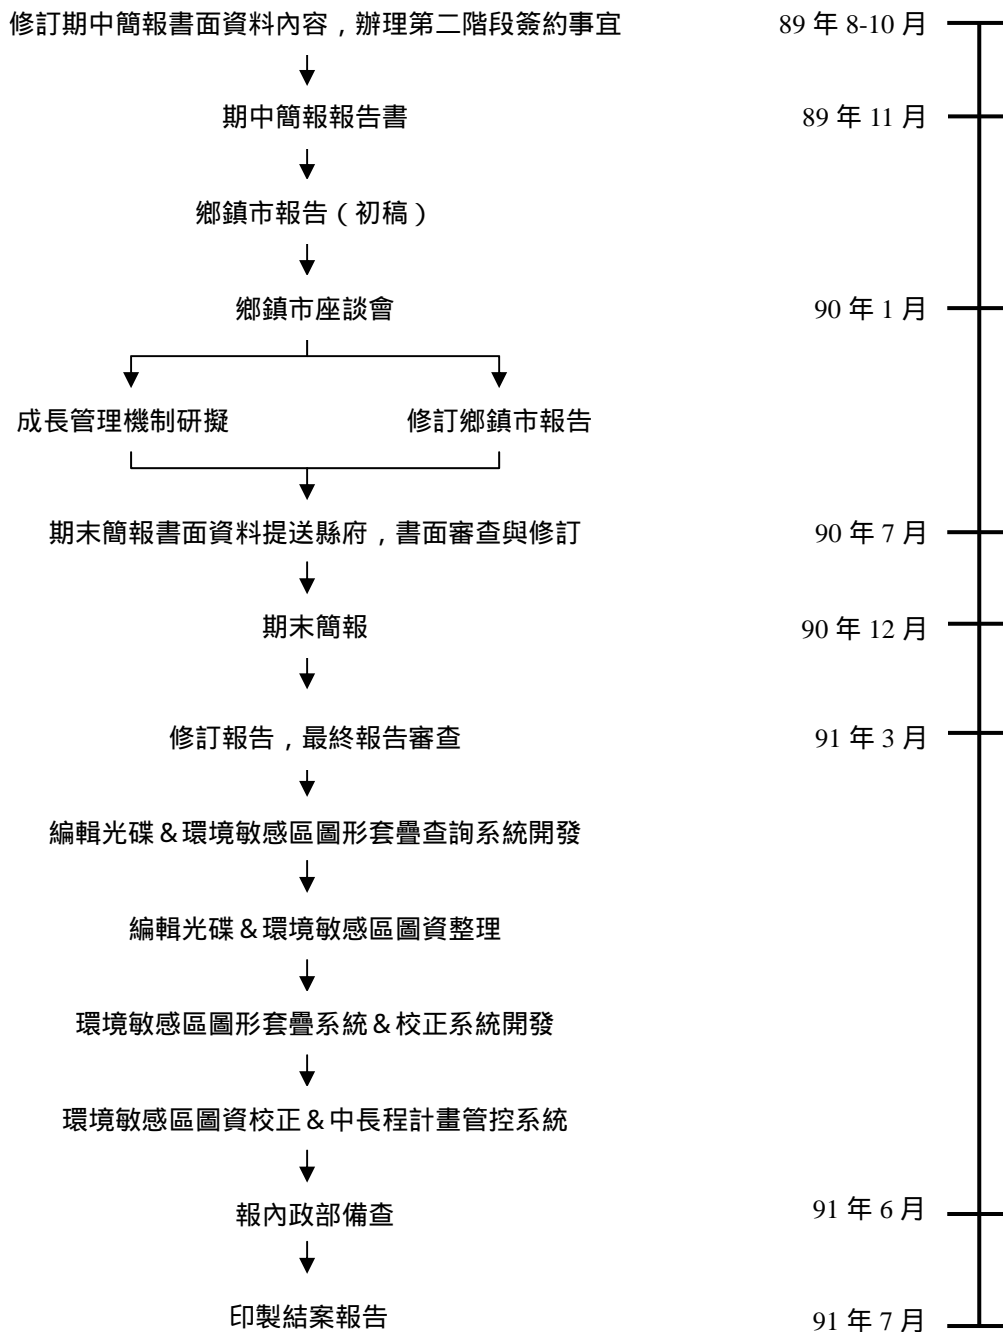 修訂期中簡報書面資料內容，辦理第二階段簽約事宜 89 年 8-10 月
期中簡報報告書 89 年 11 月
鄉鎮市報告（初稿）
鄉鎮市座談會 90 年 1 月
成長管理機制研擬 修訂鄉鎮市報告
期末簡報書面資料提送縣府，書面審查與修訂 90 年 7 月
期末簡報 90 年 12 月
修訂報告，最終報告審查 91 年 3 月
編輯光碟＆環境敏感區圖形套疊查詢系統開發
編輯光碟＆環境敏感區圖資整理
環境敏感區圖形套疊系統＆校正系統開發
環境敏感區圖資校正＆中長程計畫管控系統
報內政部備查 91 年 6 月
印製結案報告 91 年 7 月